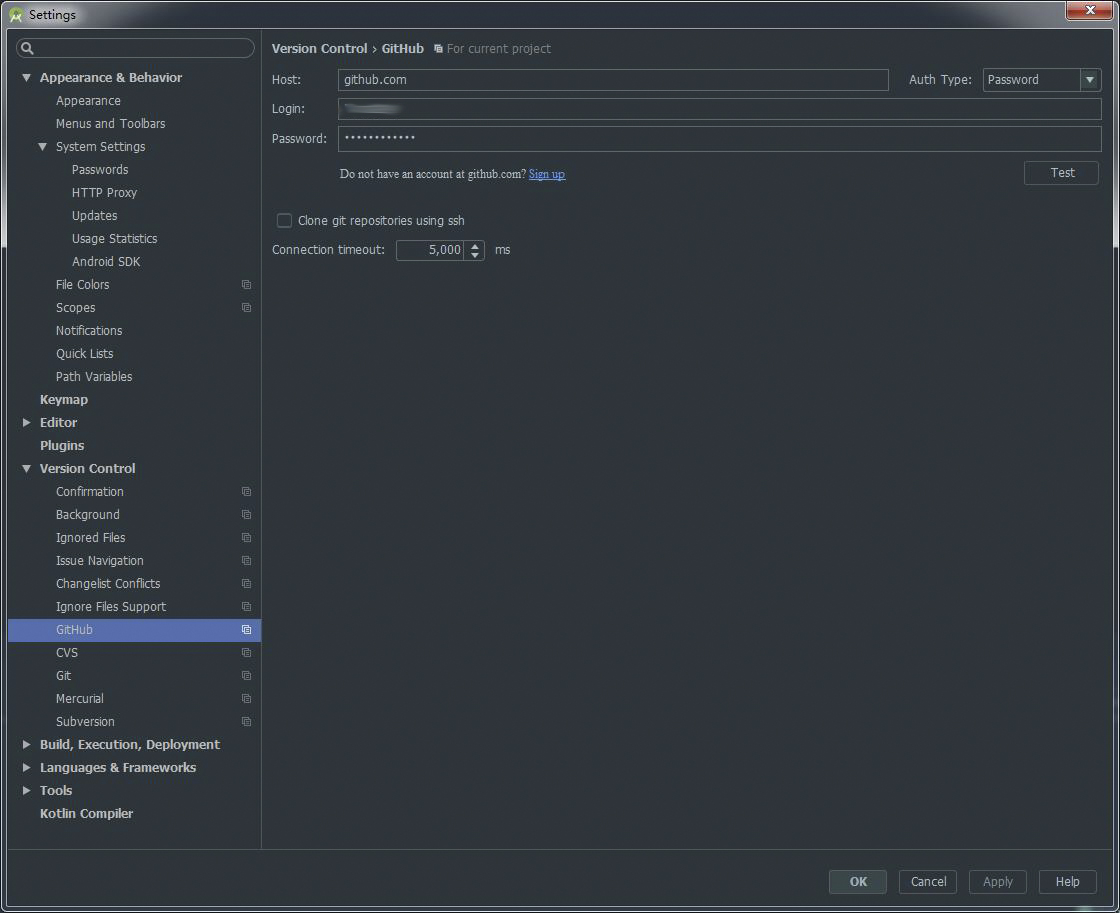 Settings
Appearance & Behavior
Appearance
Menus and Toolbars
System Settings
Passwords
HTTP Proxy
Updates
Usage Statistics
Android SDK
File Colors
Scopes
Notifications
Quick Lists
Path Variables
Keymap
Editor
Plugins
Version Control
Confirmation
Background
Ignored Files
Issue Navigation
Changelist Conflicts
Ignore Files Support
GitHub
CVS
Git
Mercurial
Subversion
Build, Execution, Deployment
Languages & Frameworks
Tools
Kotlin Compiler
Version Control › GitHub For current project
Host: github.com Auth Type: Password
Login:
Password: ••••••••••••
Do not have an account at github.com? Sign up
Test
Clone git repositories using ssh
Connection timeout: 5,000 ms
OK Cancel Apply Help